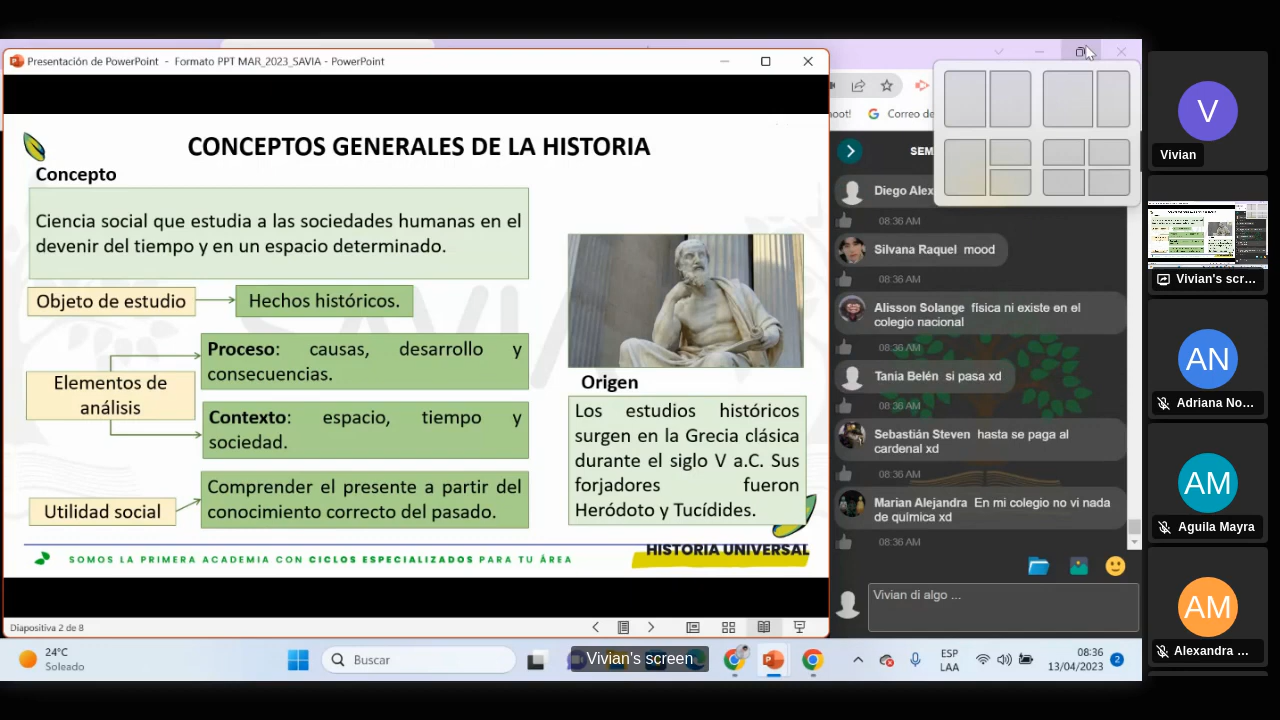 Presentación de PowerPoint - Formato PPT MAR_2023_SAVIA - PowerPoint
CONCEPTOS GENERALES DE LA HISTORIA
Concepto
Ciencia social que estudia a las sociedades humanas en el
devenir del tiempo y en un espacio determinado.
Objeto de estudio
Hechos históricos.
Elementos de
análisis
Proceso: causas, desarrollo y
consecuencias.
Contexto: espacio, tiempo y
sociedad.
Utilidad social
Comprender el presente a partir del
conocimiento correcto del pasado.
Origen
Los estudios históricos
surgen en la Grecia clásica
durante el siglo V a.C. Sus
forjadores fueron
Heródoto y Tucídides.
SOMOS LA PRIMERA ACADEMIA CON CICLOS ESPECIALIZADOS PARA TU ÁREA
HISTORIA UNIVERSAL
Diapositiva 2 de 8
oot!
Correo de
SEM
Diego Alex
08:36 AM
Silvana Raquel mood
08:36 AM
Alisson Solange física ni existe en el
colegio nacional
08:36 AM
Tania Belén si pasa xd
08:36 AM
Sebastián Steven hasta se paga al
cardenal xd
08:36 AM
Marian Alejandra En mi colegio no vi nada
de química xd
08:36 AM
Vivian di algo ...
24°C
Soleado
Buscar
Vivian's screen
ESP
LAA
08:36
13/04/2023
2
V
Vivian
Vivian's scr...
AN
Adriana No...
AM
Aguila Mayra
AM
Alexandra ...